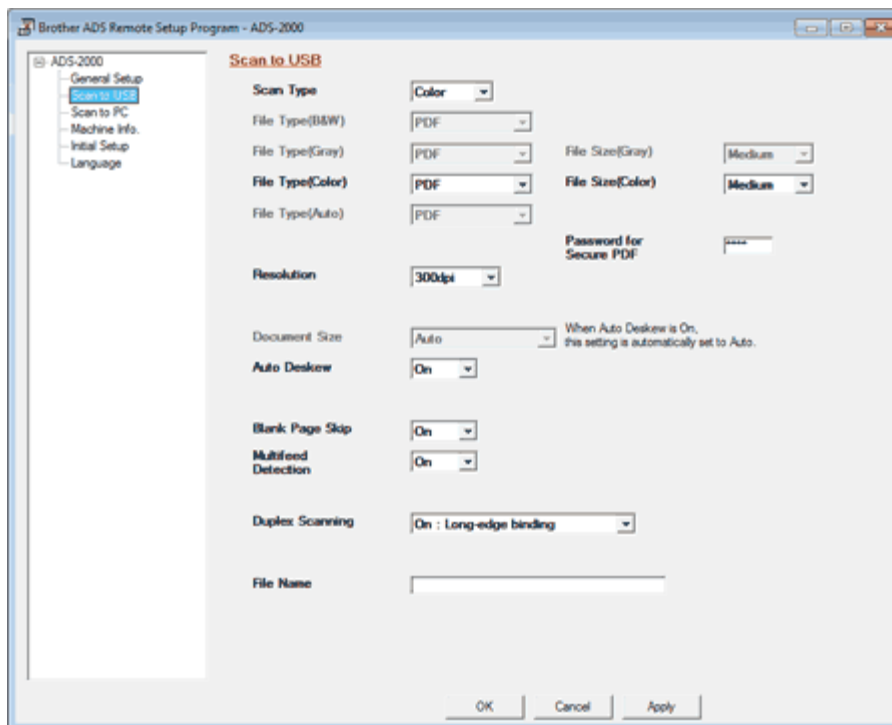 Brother ADS Remote Setup Program - ADS-2000
ADS-2000
General Setup
Scan to USB
Scan to PC
Machine Info.
Initial Setup
Language
Scan to USB
Scan Type Color
File Type(B&W) PDF
File Type(Gray) PDF File Size(Gray) Medium
File Type(Color) PDF File Size(Color) Medium
File Type(Auto) PDF
Password for
Secure PDF ****
Resolution 300dpi
Document Size Auto When Auto Deskew is On,
this setting is automatically set to Auto.
Auto Deskew On
Blank Page Skip On
Multifeed
Detection On
Duplex Scanning On : Long-edge binding
File Name
OK Cancel Apply